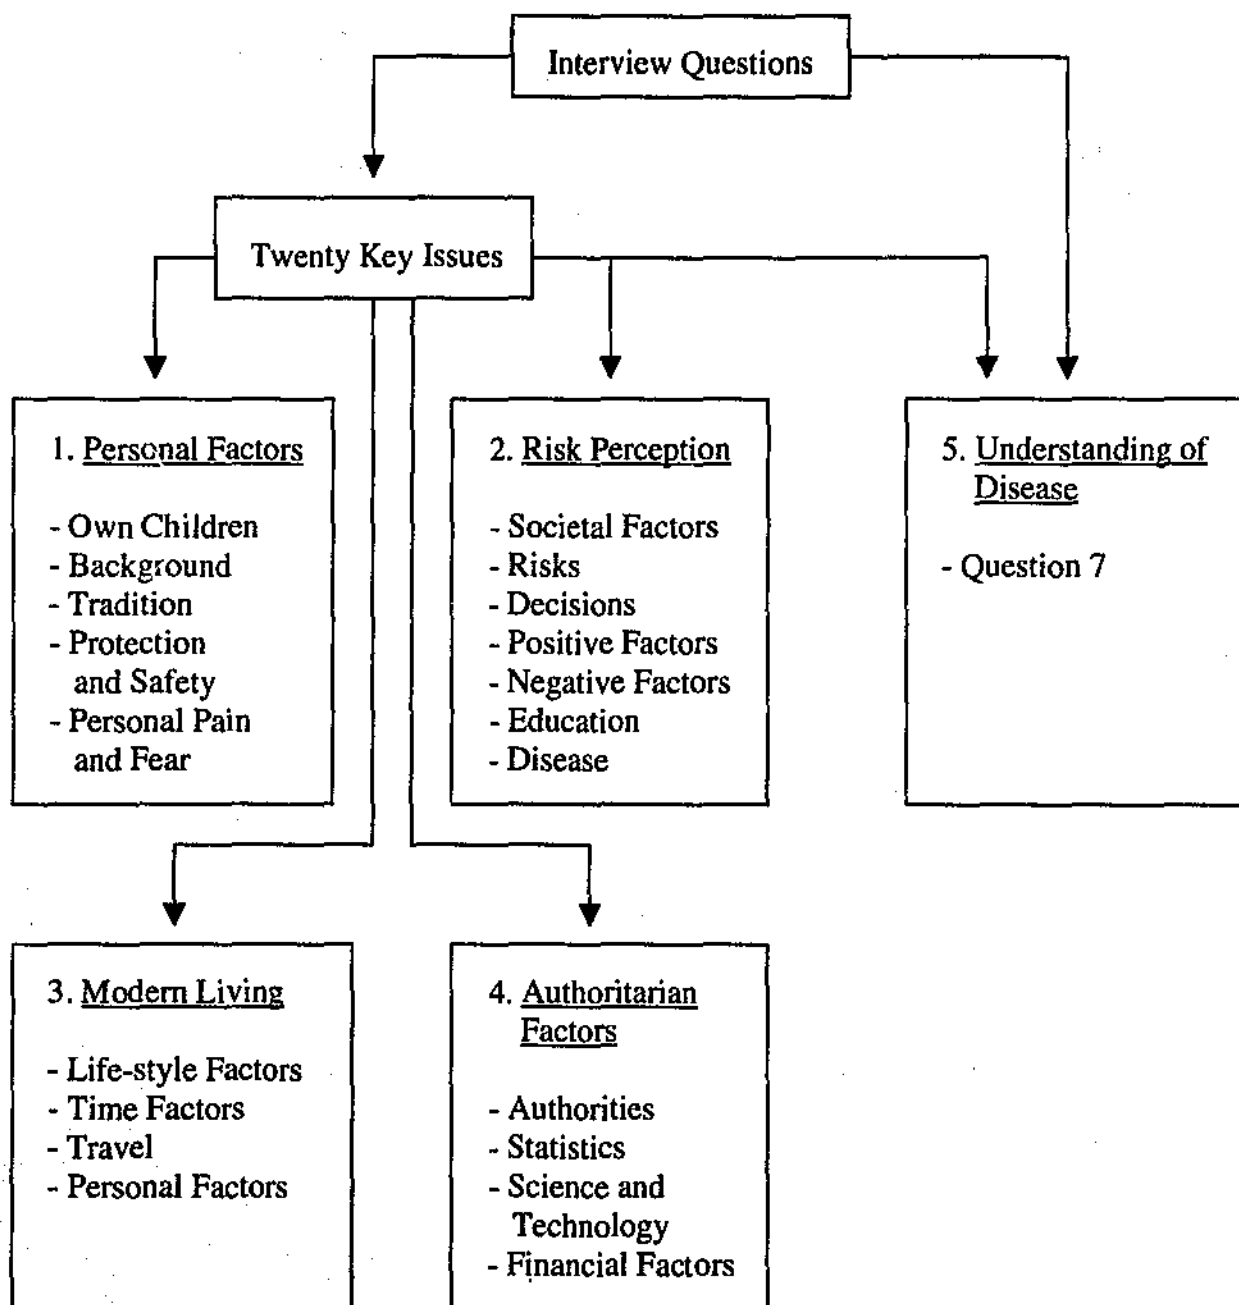 Interview Questions
Twenty Key Issues
1. Personal Factors
- Own Children
- Background
- Tradition
- Protection
and Safety
- Personal Pain
and Fear
2. Risk Perception
- Societal Factors
- Risks
- Decisions
- Positive Factors
- Negative Factors
- Education
- Disease
5. Understanding of
Disease
- Question 7
3. Modern Living
- Life-style Factors
- Time Factors
- Travel
- Personal Factors
4. Authoritarian
Factors
- Authorities
- Statistics
- Science and
Technology
- Financial Factors